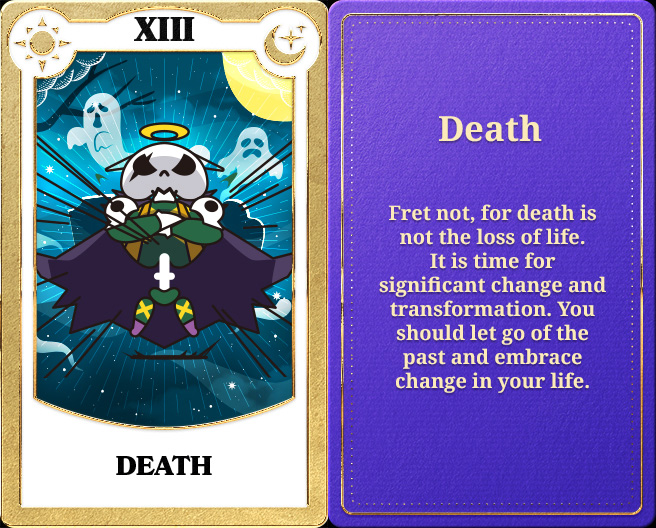 XIII
DEATH
Death
Fret not, for death is
not the loss of life.
It is time for
significant change and
transformation. You
should let go of the
past and embrace
change in your life.